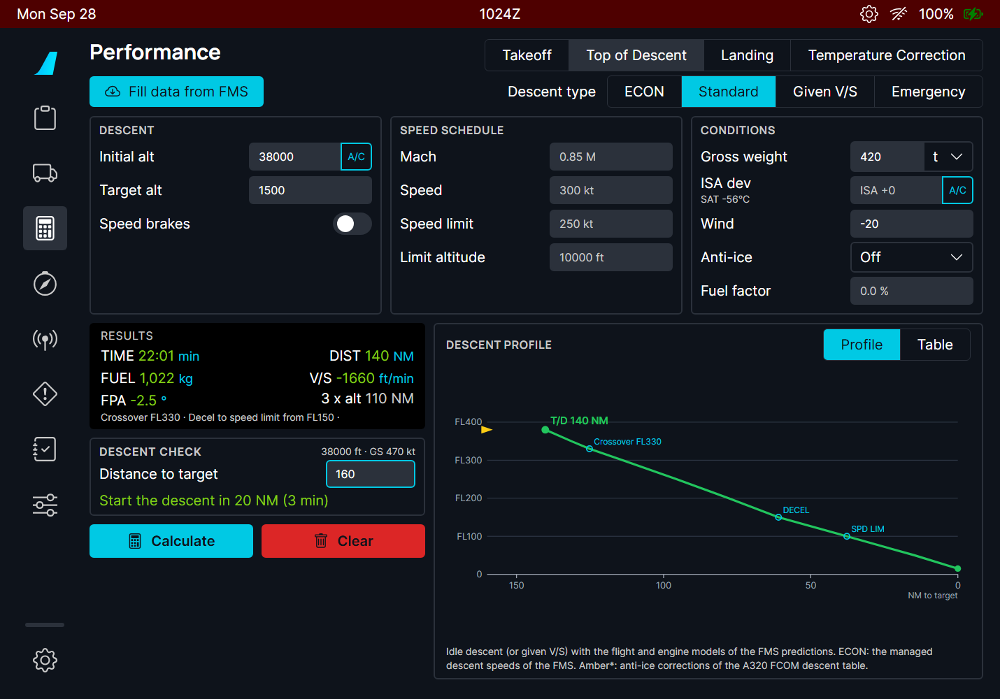 Mon Sep 28
1024Z
100%
Performance
Takeoff
Top of Descent
Landing
Temperature Correction
Fill data from FMS
Descent type
ECON
Standard
Given V/S
Emergency
DESCENT
Initial alt
38000
A/C
Target alt
1500
Speed brakes
SPEED SCHEDULE
Mach
0.85 M
Speed
300 kt
Speed limit
250 kt
Limit altitude
10000 ft
CONDITIONS
Gross weight
420
t
ISA dev
SAT -56°C
ISA +0
A/C
Wind
-20
Anti-ice
Off
Fuel factor
0.0 %
RESULTS
TIME 22:01 min
DIST 140 NM
FUEL 1,022 kg
V/S -1660 ft/min
FPA -2.5 °
3 x alt 110 NM
Crossover FL330 · Decel to speed limit from FL150 ·
DESCENT CHECK
38000 ft · GS 470 kt
Distance to target
160
Start the descent in 20 NM (3 min)
Calculate
Clear
DESCENT PROFILE
Profile
Table
FL400
FL300
FL200
FL100
0
T/D 140 NM
Crossover FL330
DECEL
SPD LIM
150
100
50
0
NM to target
Idle descent (or given V/S) with the flight and engine models of the FMS predictions. ECON: the managed
descent speeds of the FMS. Amber*: anti-ice corrections of the A320 FCOM descent table.